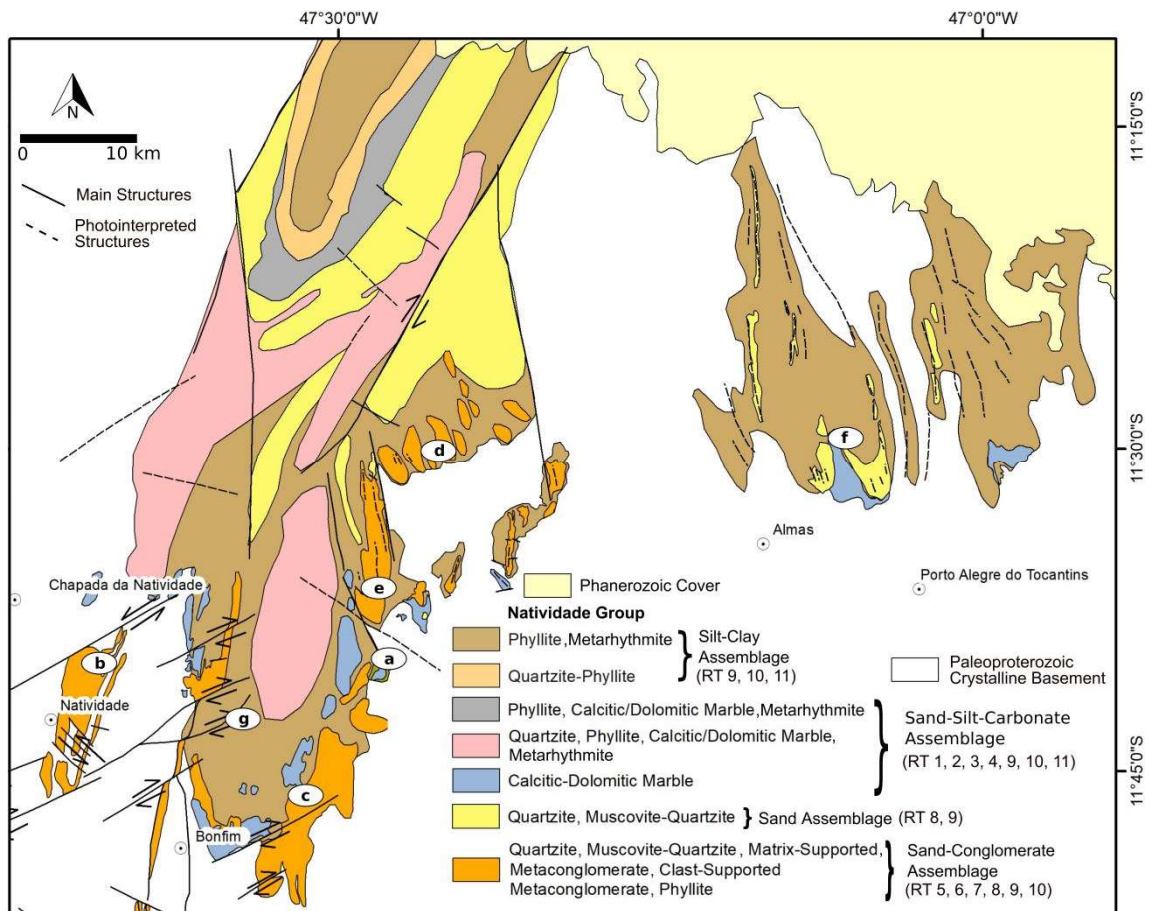 47°30'0"W
47°0'0"W
N
0 10 km
Main Structures
Photointerpreted
Structures
11°15'0"S
11°30'0"S
11°45'0"S
d
f
e
a
b
g
c
Chapada da Natividade
Natividade
Bonfim
Almas
Porto Alegre do Tocantins
Phanerozoic Cover
Natividade Group
Phyllite,Metarhythmite
Quartzite-Phyllite
} Silt-Clay
Assemblage
(RT 9, 10, 11)
Paleoproterozoic
Crystalline Basement
Phyllite, Calcitic/Dolomitic Marble,Metarhythmite
Quartzite, Phyllite, Calcitic/Dolomitic Marble,
Metarhythmite
Calcitic-Dolomitic Marble
} Sand-Silt-Carbonate
Assemblage
(RT 1, 2, 3, 4, 9, 10, 11)
Quartzite, Muscovite-Quartzite } Sand Assemblage (RT 8, 9)
Quartzite, Muscovite-Quartzite, Matrix-Supported,
Metaconglomerate, Clast-Supported
Metaconglomerate, Phyllite
} Sand-Conglomerate
Assemblage
(RT 5, 6, 7, 8, 9, 10)